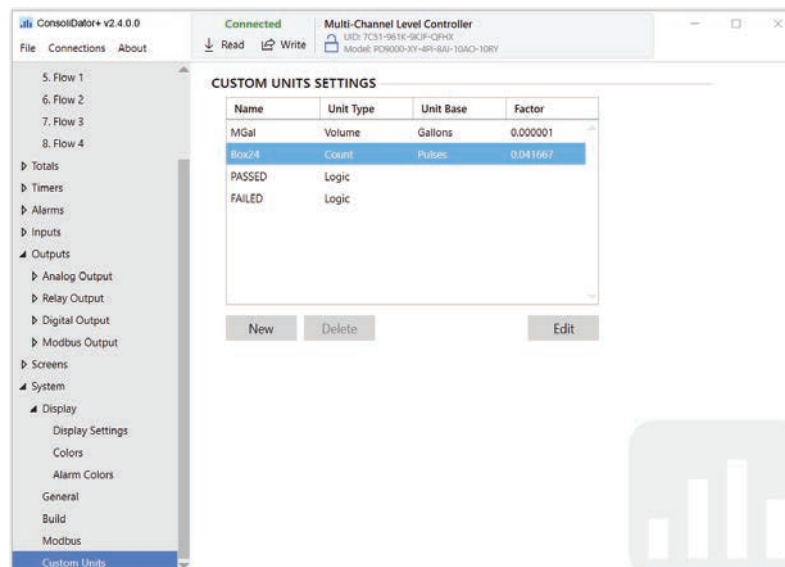 ConsoliDator+ v2.4.0.0
File Connections About
Connected
Read Write
Multi-Channel Level Controller
UID: 7C51-961K-9KJF-QFHX
Model: PD9000-XY-4PI-8AI-10AO-10RY
5. Flow 1
6. Flow 2
7. Flow 3
8. Flow 4
Totals
Timers
Alarms
Inputs
Outputs
Analog Output
Relay Output
Digital Output
Modbus Output
Screens
System
Display
Display Settings
Colors
Alarm Colors
General
Build
Modbus
Custom Units
CUSTOM UNITS SETTINGS
Name Unit Type Unit Base Factor
MGal Volume Gallons 0.000001
Box24 Count Pulses 0.041667
PASSED Logic
FAILED Logic
New Delete Edit